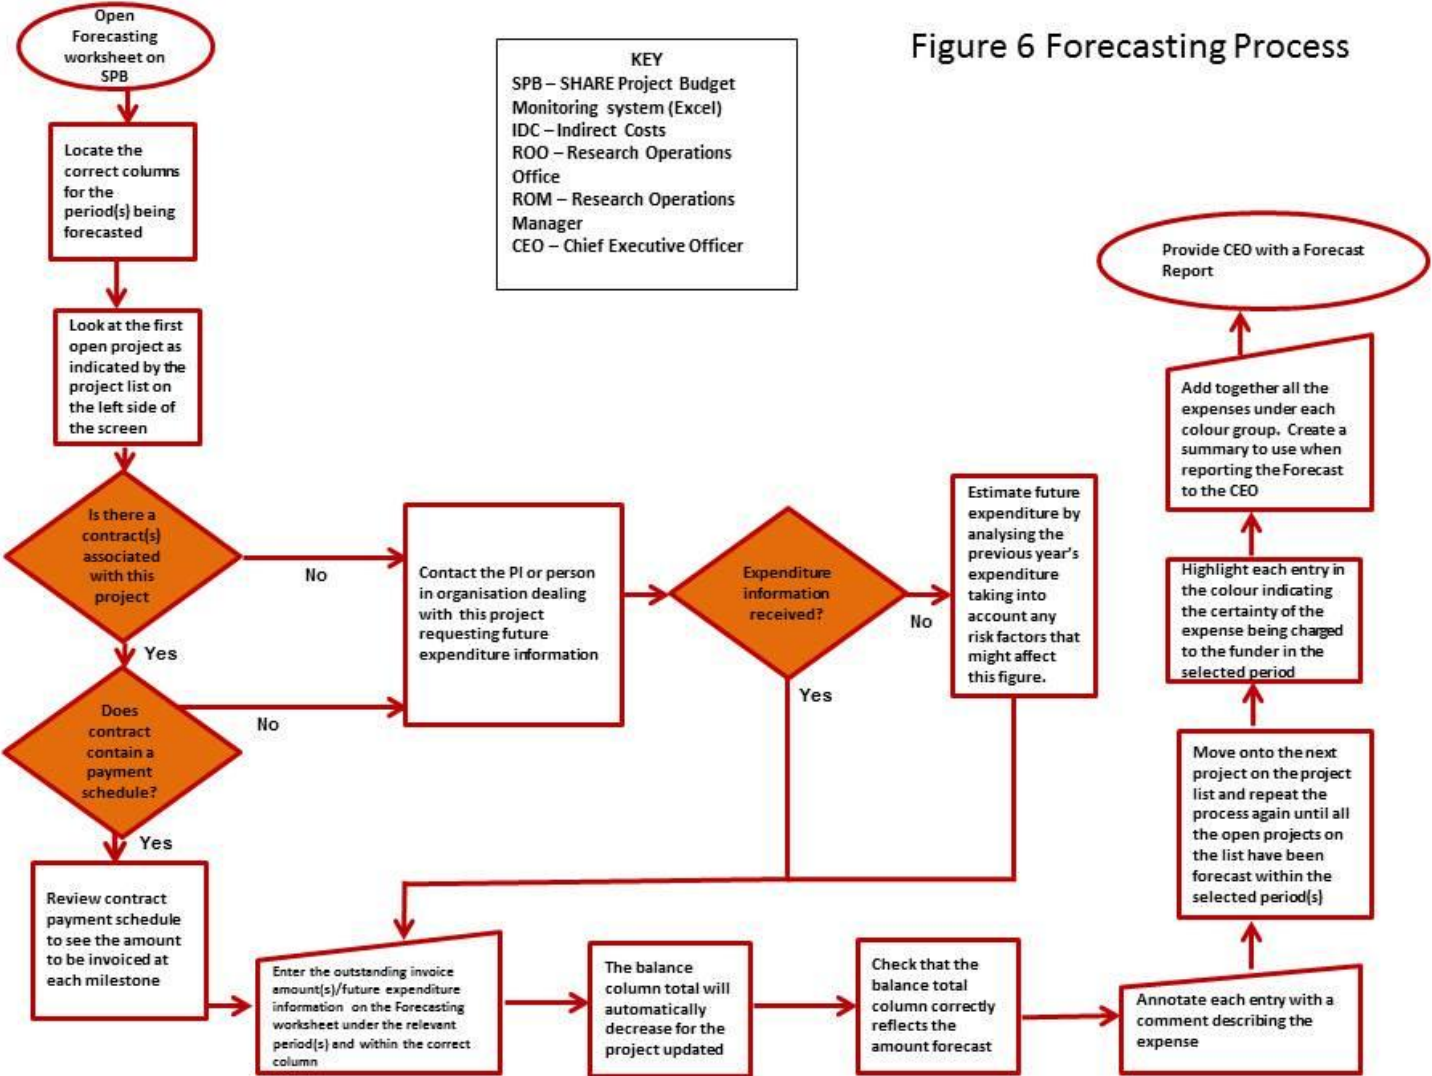 Open
Forecasting
worksheet on
SPB
Figure 6 Forecasting Process
KEY
SPB – SHARE Project Budget
Monitoring system (Excel)
IDC – Indirect Costs
ROO – Research Operations
Office
ROM – Research Operations
Manager
CEO – Chief Executive Officer
Locate the
correct columns
for the
period(s) being
forecasted
Look at the first
open project as
indicated by the
project list on
the left side of
the screen
Is there a
contract(s)
associated
with this
project
No
Yes
Does
contract
contain a
payment
schedule?
No
Yes
Review contract
payment schedule
to see the amount
to be invoiced at
each milestone
Contact the PI or person
in organisation dealing
with this project
requesting future
expenditure information
Expenditure
information
received?
No
Yes
Estimate future
expenditure by
analysing the
previous year's
expenditure
taking into
account any
risk factors that
might affect
this figure.
Enter the outstanding invoice
amount(s)/future expenditure
information on the Forecasting
worksheet under the relevant
period(s) and within the correct
column
The balance
column total will
automatically
decrease for the
project updated
Check that the
balance total
column correctly
reflects the
amount forecast
Annotate each entry with a
comment describing the
expense
Move onto the next
project on the project
list and repeat the
process again until all
the open projects on
the list have been
forecast within the
selected period(s)
Highlight each entry in
the colour indicating
the certainty of the
expense being charged
to the funder in the
selected period
Add together all the
expenses under each
colour group. Create a
summary to use when
reporting the Forecast
to the CEO
Provide CEO with a Forecast
Report